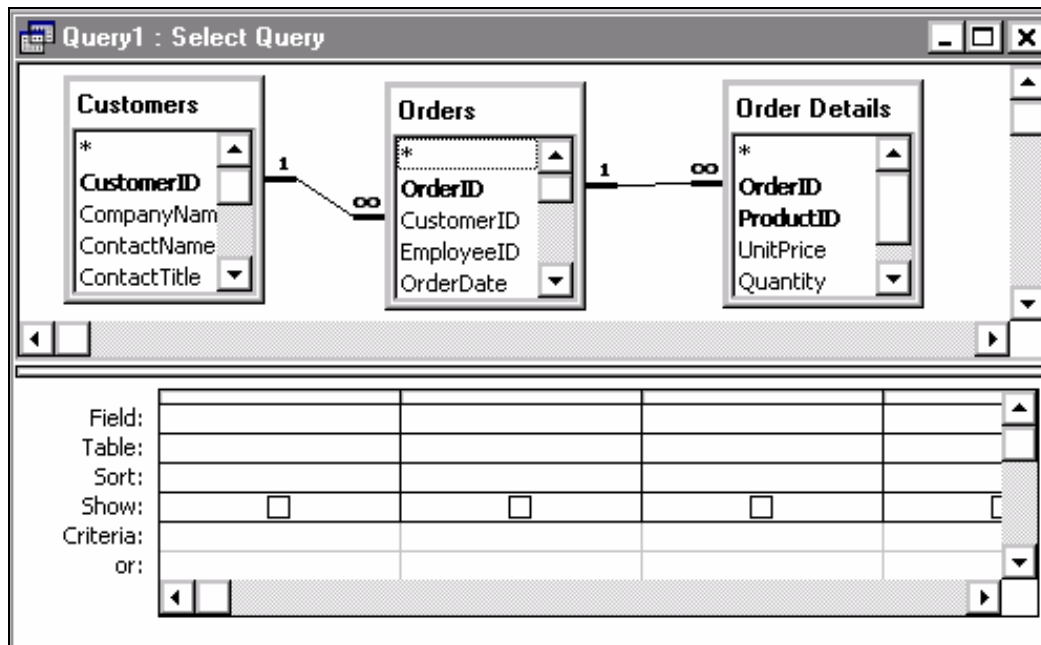 Query1 : Select Query
Customers
*
CustomerID
CompanyNam
ContactName
ContactTitle
1
∞
Orders
*
OrderID
CustomerID
EmployeeID
OrderDate
1
∞
Order Details
*
OrderID
ProductID
UnitPrice
Quantity
Field:
Table:
Sort:
Show:
Criteria:
or: